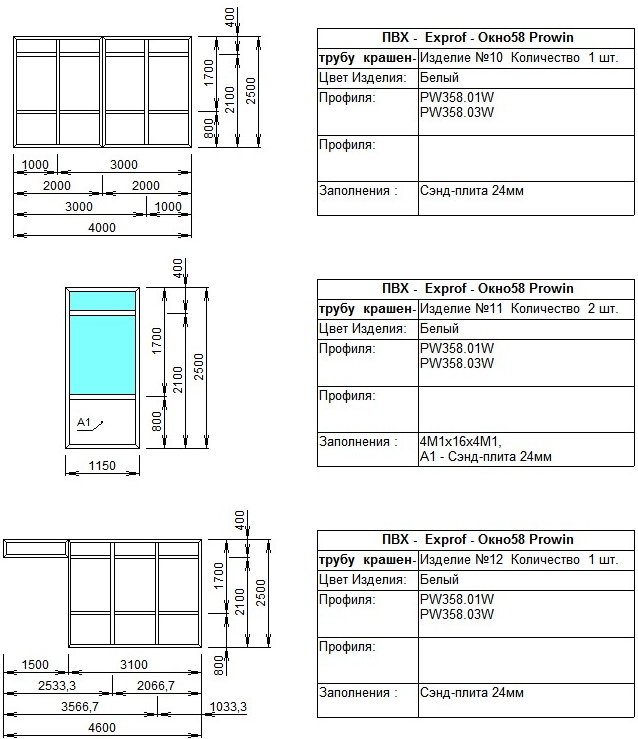 400
1700
2100
2500
800
1000
3000
2000
2000
3000
1000
4000
ПВХ - Exprof - Окно58 Prowin
трубу крашен- Изделие №10 Количество 1 шт.
Цвет Изделия: Белый
Профиля: PW358.01W
PW358.03W
Профиля:
Заполнения : Сэнд-плита 24мм
400
1700
2100
2500
800
A1
1150
ПВХ - Exprof - Окно58 Prowin
трубу крашен- Изделие №11 Количество 2 шт.
Цвет Изделия: Белый
Профиля: PW358.01W
PW358.03W
Профиля:
Заполнения : 4М1х16х4М1,
А1 - Сэнд-плита 24мм
400
1700
2100
2500
800
1500
3100
2533,3
2066,7
3566,7
1033,3
4600
ПВХ - Exprof - Окно58 Prowin
трубу крашен- Изделие №12 Количество 1 шт.
Цвет Изделия: Белый
Профиля: PW358.01W
PW358.03W
Профиля:
Заполнения : Сэнд-плита 24мм